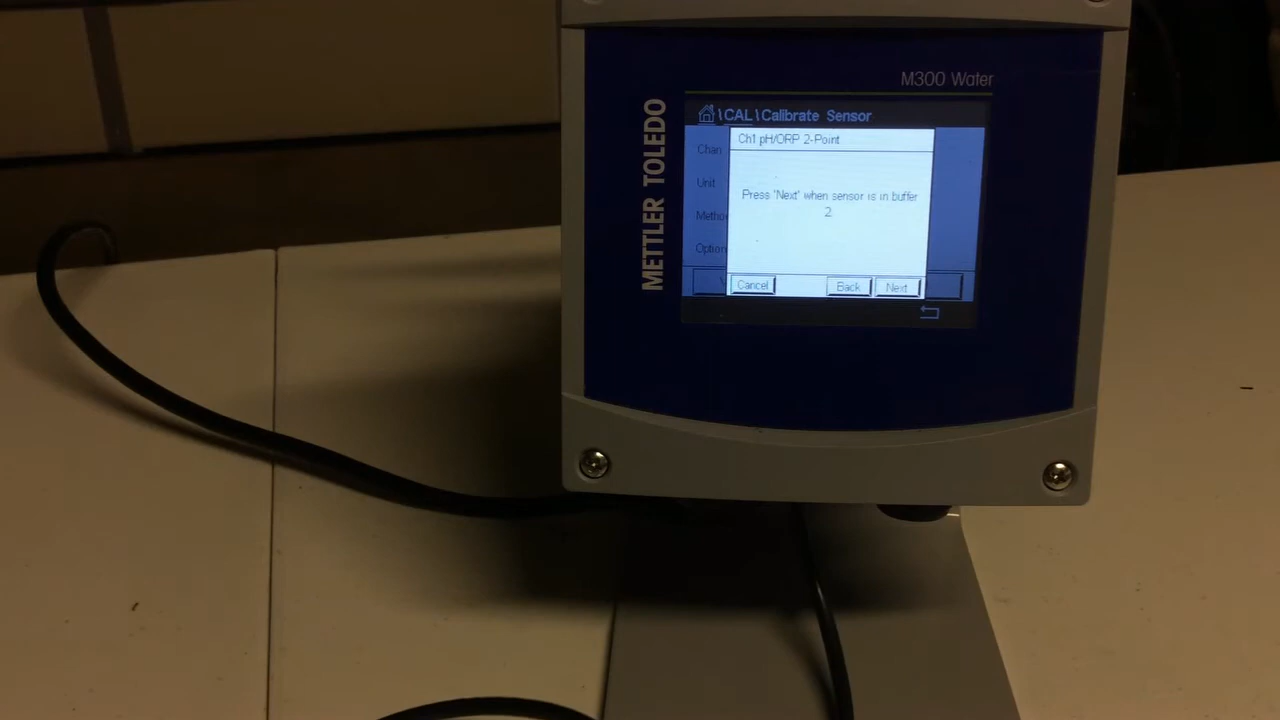 M300 Water
METTLER TOLEDO
\CAL\Calibrate Sensor
Ch1 pH/ORP 2-Point
Chan
Unit
Press "Next" when sensor is in buffer
2
Option
Cancel
Back
Next